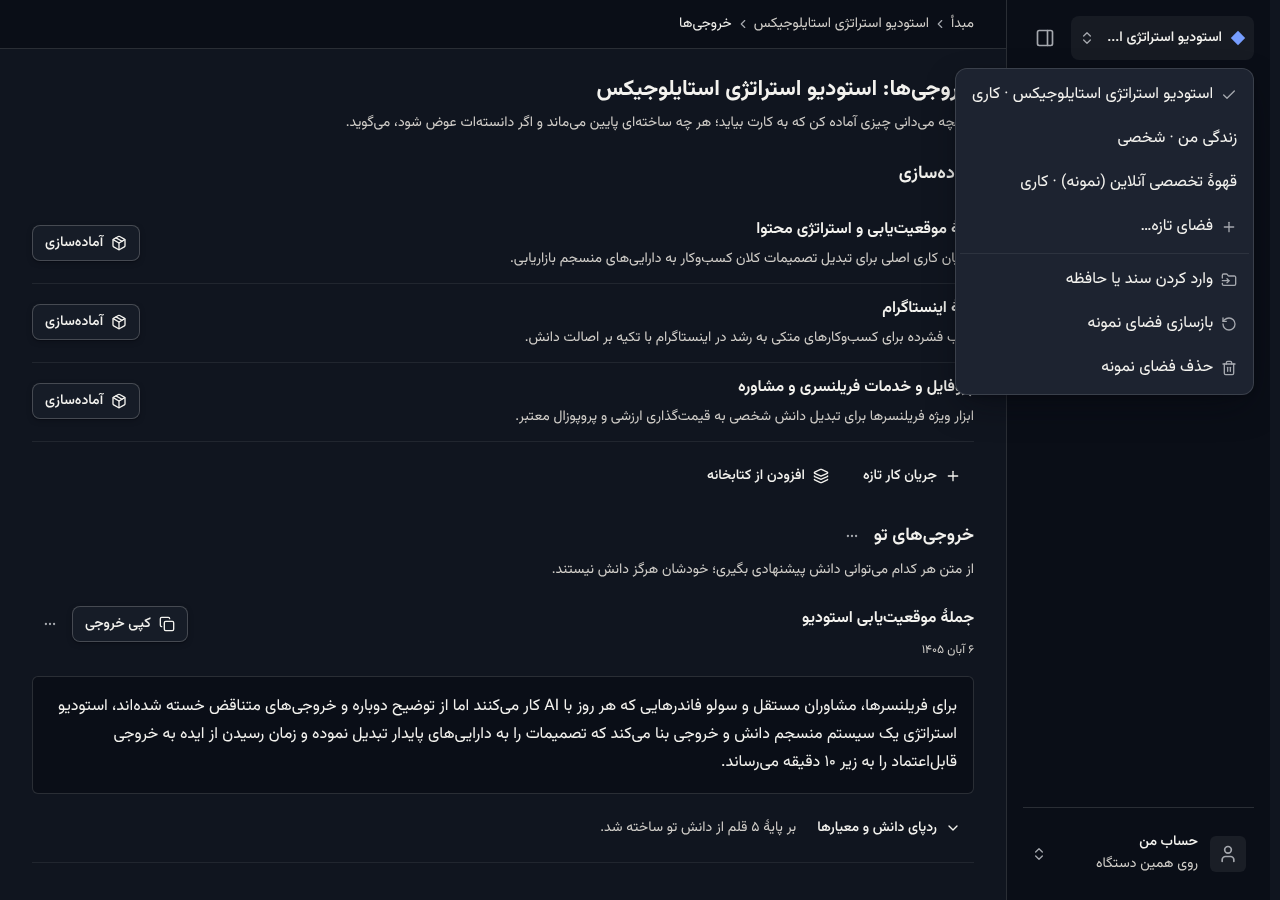 استودیو استراتژی ا...
استودیو استراتژی استایلوجیکس · کاری
زندگی من · شخصی
قهوهٔ تخصصی آنلاین (نمونه) · کاری
فضای تازه...
وارد کردن سند یا حافظه
بازسازی فضای نمونه
حذف فضای نمونه
حساب من
روی همین دستگاه
مبدأ › استودیو استراتژی استایلوجیکس › خروجی‌ها
استودیو استراتژی استایلوجیکس
می‌دانی چیزی آماده کن که به کارت بیاید؛ هر چه ساخته‌ای پایین می‌ماند و اگر دانسته‌ات عوض شود، می‌گوید.
موقعیت‌یابی و استراتژی محتوا
آماده‌سازی
کاری اصلی برای تبدیل تصمیمات کلان کسب‌وکار به دارایی‌های منسجم بازاریابی.
اینستاگرام
آماده‌سازی
فشرده برای کسب‌وکارهای متکی به رشد در اینستاگرام با تکیه بر اصالت دانش.
و خدمات فریلنسری و مشاوره
آماده‌سازی
ابزار ویژه فریلنسرها برای تبدیل دانش شخصی به قیمت‌گذاری ارزشی و پروپوزال معتبر.
جریان کار تازه
افزودن از کتابخانه
خروجی‌های تو ...
از متن هر کدام می‌توانی دانش پیشنهادی بگیری؛ خودشان هرگز دانش نیستند.
جملهٔ موقعیت‌یابی استودیو
کپی خروجی ...
۶ آبان ۱۴۰۵
برای فریلنسرها، مشاوران مستقل و سولو فاندرهایی که هر روز با AI کار می‌کنند اما از توضیح دوباره و خروجی‌های متناقض خسته شده‌اند، استودیو
استراتژی یک سیستم منسجم دانش و خروجی بنا می‌کند که تصمیمات را به دارایی‌های پایدار تبدیل نموده و زمان رسیدن از ایده به خروجی
قابل‌اعتماد را به زیر ۱۰ دقیقه می‌رساند.
ردپای دانش و معیارها
بر پایهٔ ۵ قلم از دانش تو ساخته شد.